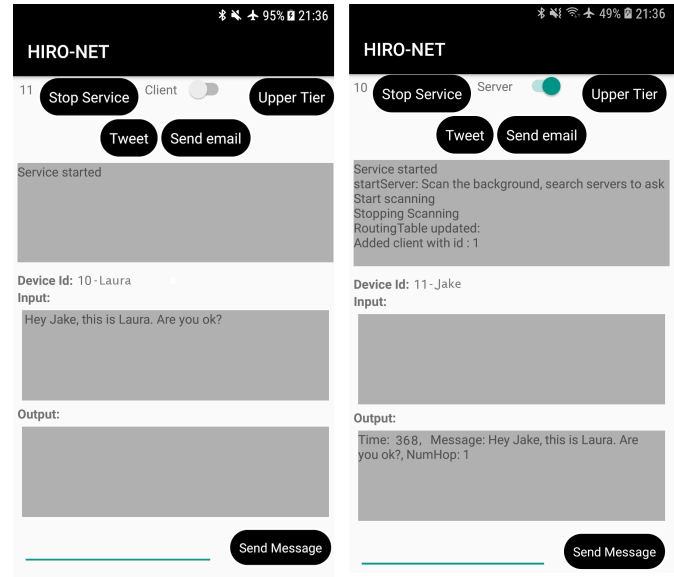 95% 21:36
HIRO-NET
11 Stop Service Client Upper Tier
Tweet Send email
Service started
Device Id: 10-Laura
Input:
Hey Jake, this is Laura. Are you ok?
Output:
Send Message
49% 21:36
HIRO-NET
10 Stop Service Server Upper Tier
Tweet Send email
Service started
startServer: Scan the background, search servers to ask
Start scanning
Stopping Scanning
RoutingTable updated:
Added client with id : 1
Device Id: 11-Jake
Input:
Output:
Time: 368, Message: Hey Jake, this is Laura. Are
you ok?, NumHop: 1
Send Message